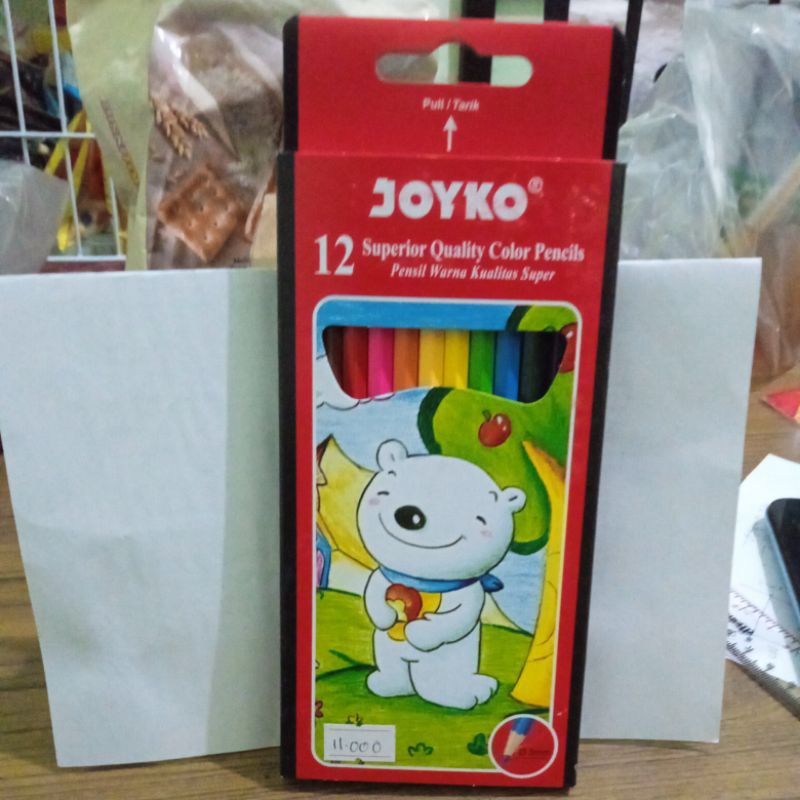 Pull / Tarik
JOYKO®
12 Superior Quality Color Pencils
Pensil Warna Kualitas Super
11.000